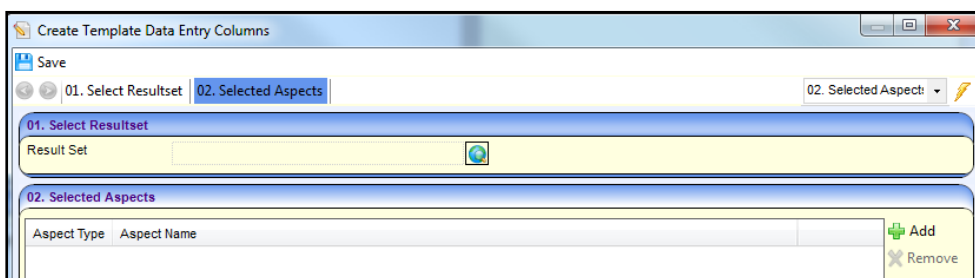 Create Template Data Entry Columns
Save
01. Select Resultset 02. Selected Aspects 02. Selected Aspect:
01. Select Resultset
Result Set
02. Selected Aspects
Aspect Type Aspect Name Add
Remove